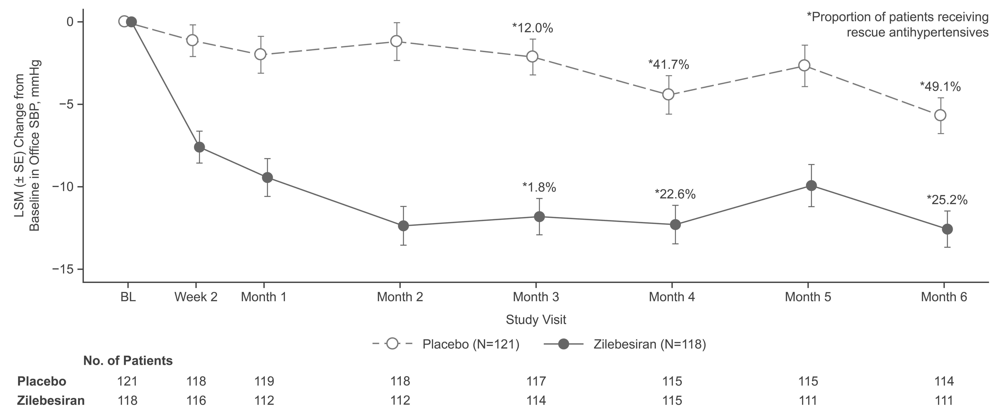 *Proportion of patients receiving
rescue antihypertensives
LSM (± SE) Change from
Baseline in Office SBP, mmHg
0
−5
−10
−15
*12.0%
*41.7%
*49.1%
*1.8%
*22.6%
*25.2%
BL Week 2 Month 1 Month 2 Month 3 Month 4 Month 5 Month 6
Study Visit
Placebo (N=121) Zilebesiran (N=118)
No. of Patients
Placebo 121 118 119 118 117 115 115 114
Zilebesiran 118 116 112 112 114 115 111 111